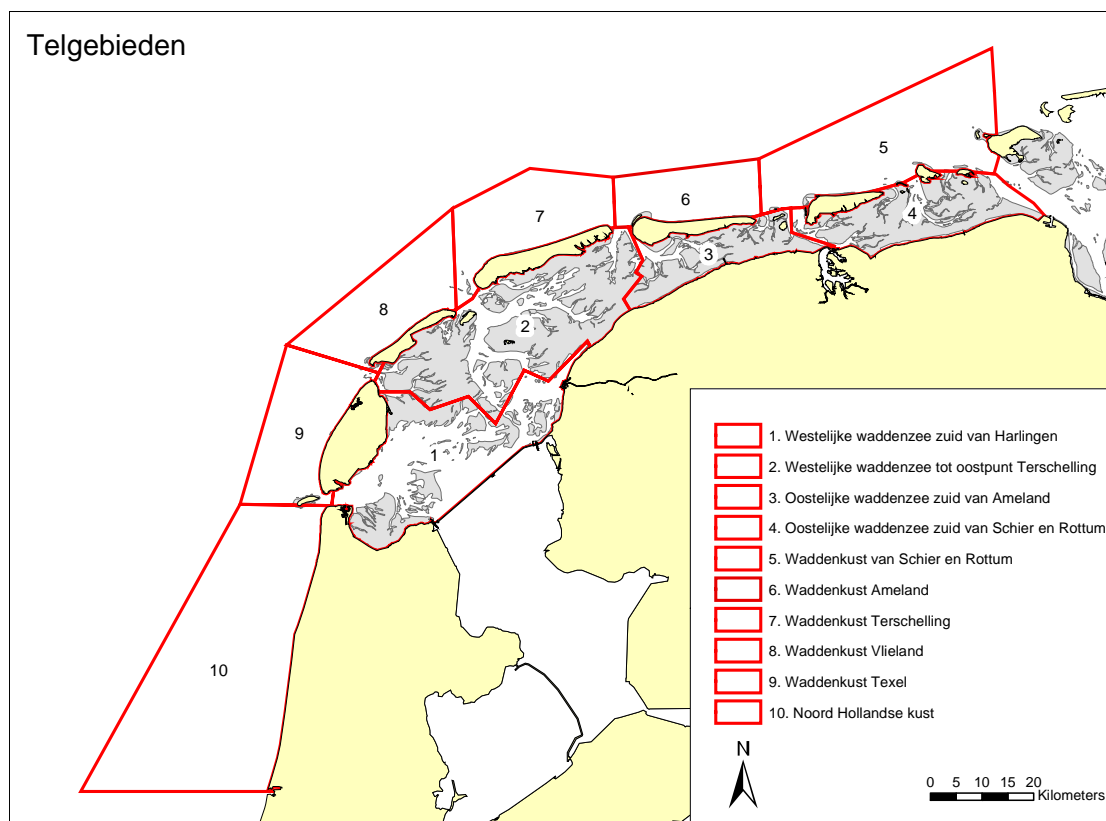 Telgebieden
5
6
7
4
3
8
2
9
1
10
1. Westelijke waddenzee zuid van Harlingen
2. Westelijke waddenzee tot oostpunt Terschelling
3. Oostelijke waddenzee zuid van Ameland
4. Oostelijke waddenzee zuid van Schier en Rottum
5. Waddenkust van Schier en Rottum
6. Waddenkust Ameland
7. Waddenkust Terschelling
8. Waddenkust Vlieland
9. Waddenkust Texel
10. Noord Hollandse kust
N
0 5 10 15 20
Kilometers